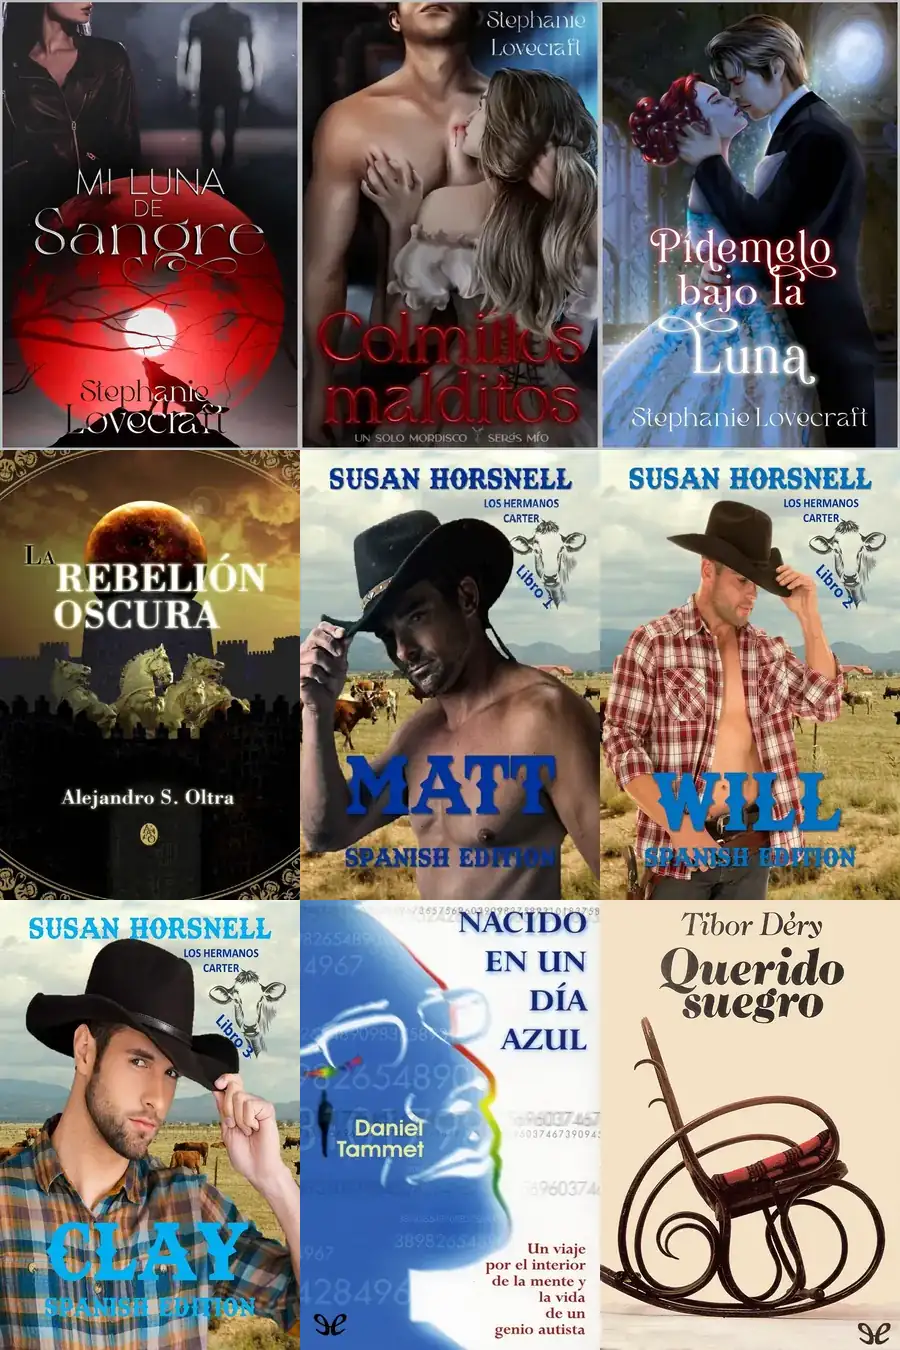 MI LUNA
DE
Sangre
Stephanie
Lovecraft
Stephanie
Lovecraft
Colmillos
malditos
UN SOLO MORDISCO Y SERÁS MÍO
Pídemelo
bajo la
Luna
Stephanie Lovecraft
LA
REBELIÓN
OSCURA
Alejandro S. Oltra
SUSAN HORSNELL
LOS HERMANOS
CARTER
Libro 1
MATT
SPANISH EDITION
SUSAN HORSNELL
LOS HERMANOS
CARTER
Libro 2
WILL
SPANISH EDITION
SUSAN HORSNELL
LOS HERMANOS
CARTER
Libro 3
CLAY
SPANISH EDITION
NACIDO
EN UN
DÍA
AZUL
Daniel
Tammet
Un viaje
por el interior
de la mente y
la vida
de un
genio autista
Tibor Déry
Querido
suegro